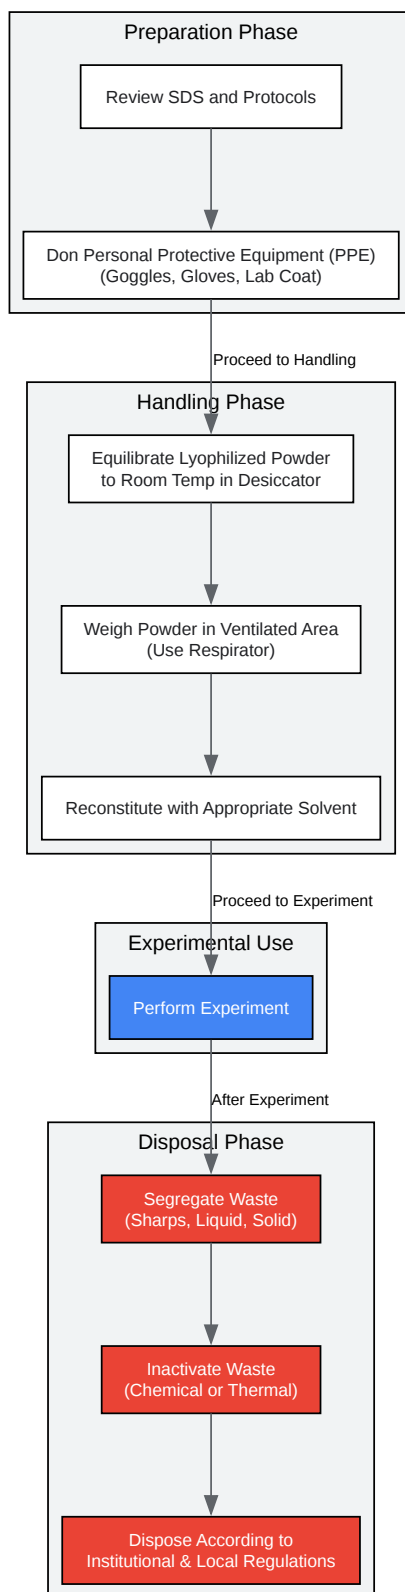 Preparation Phase
Review SDS and Protocols
Don Personal Protective Equipment (PPE)
(Goggles, Gloves, Lab Coat)
Proceed to Handling
Handling Phase
Equilibrate Lyophilized Powder
to Room Temp in Desiccator
Weigh Powder in Ventilated Area
(Use Respirator)
Reconstitute with Appropriate Solvent
Proceed to Experiment
Experimental Use
Perform Experiment
After Experiment
Disposal Phase
Segregate Waste
(Sharps, Liquid, Solid)
Inactivate Waste
(Chemical or Thermal)
Dispose According to
Institutional & Local Regulations